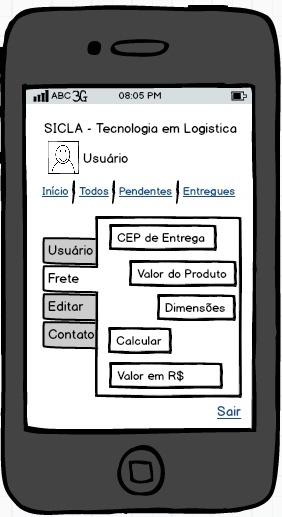 ABC 3G 08:05 PM
SICLA - Tecnologia em Logistica
Usuário
Início Todos Pendentes Entregues
CEP de Entrega
Usuário
Valor do Produto
Frete
Dimensões
Editar
Contato
Calcular
Valor em R$
Sair